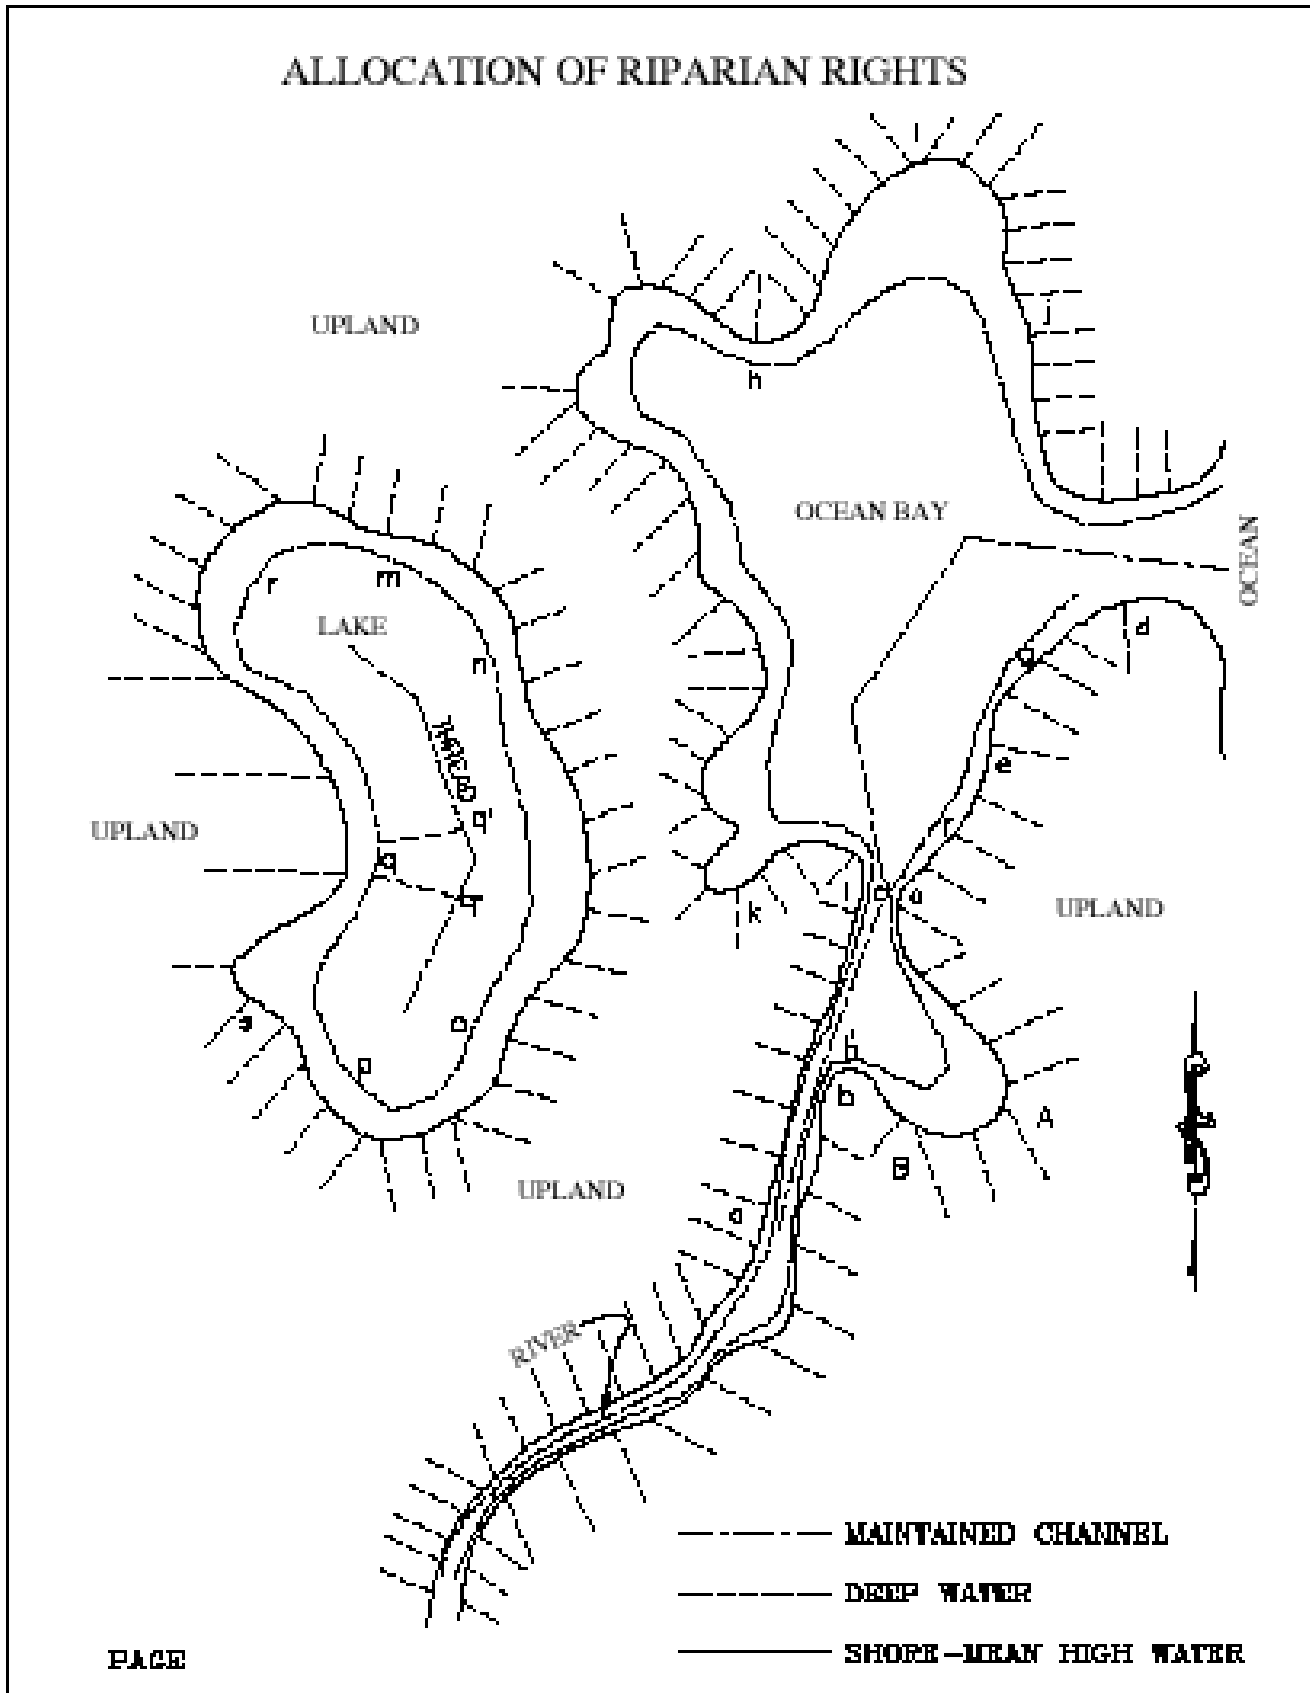 ALLOCATION OF RIPARIAN RIGHTS
l
UPLAND
j
h
OCEAN BAY
OCEAN
r
m
LAKE
d
n
g
THREAD
e
q'
UPLAND
f
q
k
i
c
a
UPLAND
s
o
p
b
A
B
UPLAND
RIVER
MAINTAINED CHANNEL
DEEP WATER
SHORE-MEAN HIGH WATER
PAGE